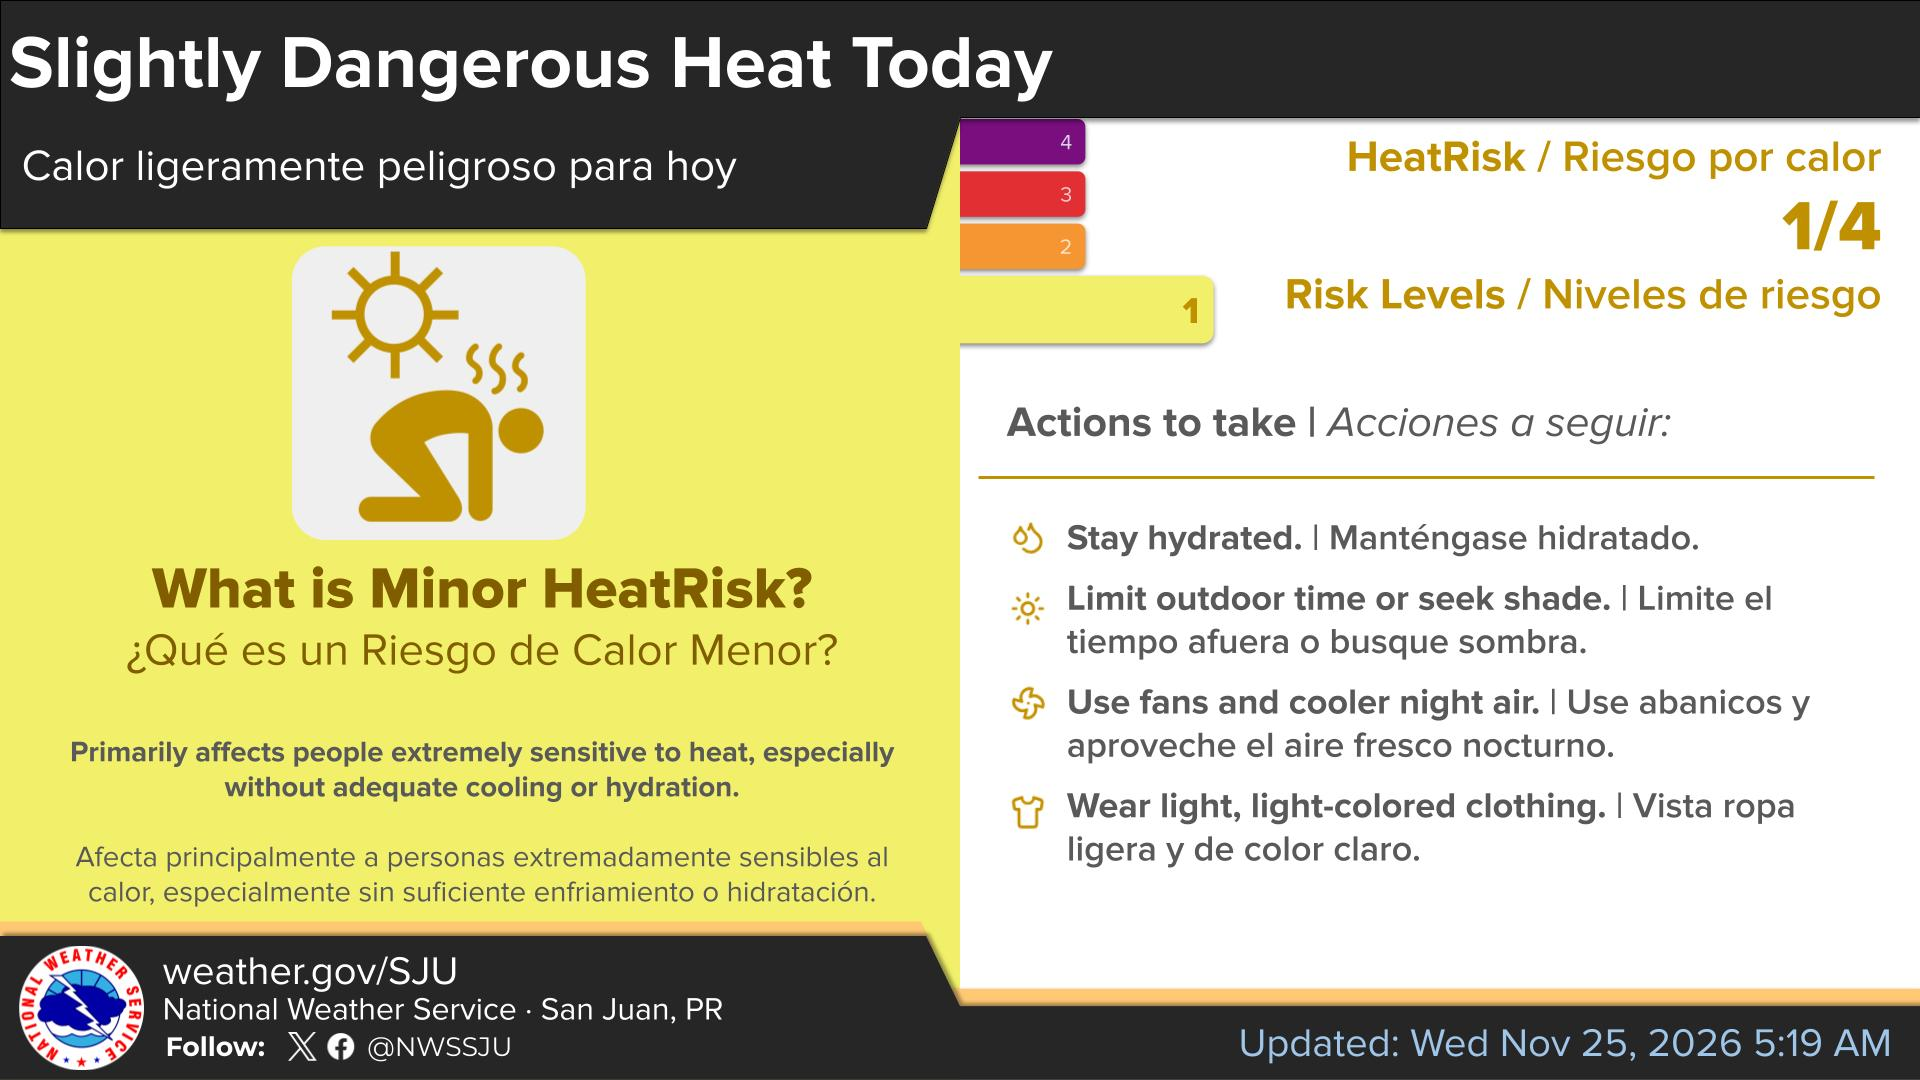 Slightly Dangerous Heat Today
Calor ligeramente peligroso para hoy
4
3
2
1
HeatRisk / Riesgo por calor
1/4
Risk Levels / Niveles de riesgo
What is Minor HeatRisk?
¿Qué es un Riesgo de Calor Menor?
Primarily affects people extremely sensitive to heat, especially
without adequate cooling or hydration.
Afecta principalmente a personas extremadamente sensibles al
calor, especialmente sin suficiente enfriamiento o hidratación.
Actions to take | Acciones a seguir:
Stay hydrated. | Manténgase hidratado.
Limit outdoor time or seek shade. | Limite el
tiempo afuera o busque sombra.
Use fans and cooler night air. | Use abanicos y
aproveche el aire fresco nocturno.
Wear light, light-colored clothing. | Vista ropa
ligera y de color claro.
NATIONAL WEATHER SERVICE
weather.gov/SJU
National Weather Service · San Juan, PR
Follow: @NWSSJU
Updated: Wed Nov 25, 2026 5:19 AM